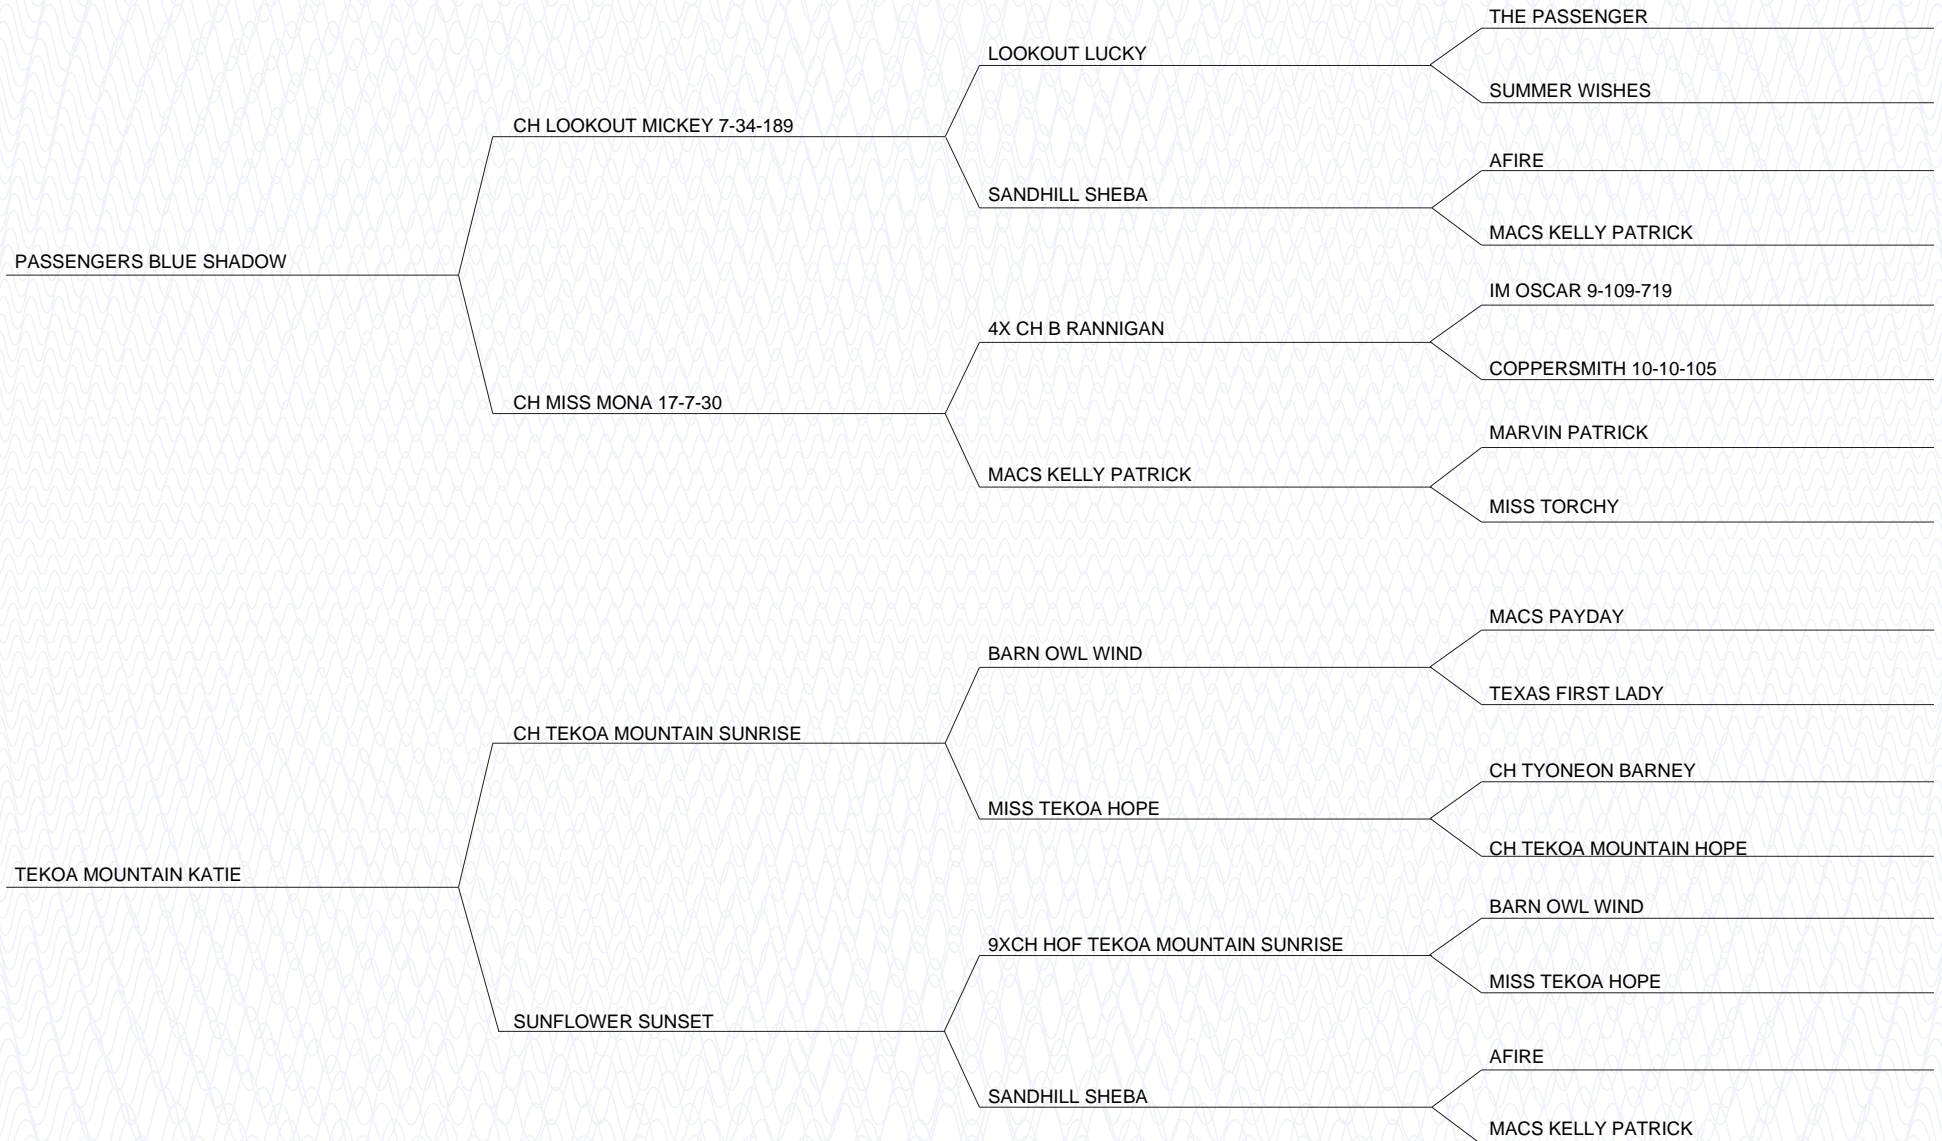 THE PASSENGER
LOOKOUT LUCKY
SUMMER WISHES
CH LOOKOUT MICKEY 7-34-189
AFIRE
SANDHILL SHEBA
MACS KELLY PATRICK
PASSENGERS BLUE SHADOW
IM OSCAR 9-109-719
4X CH B RANNIGAN
COPPERSMITH 10-10-105
CH MISS MONA 17-7-30
MARVIN PATRICK
MACS KELLY PATRICK
MISS TORCHY
MACS PAYDAY
BARN OWL WIND
TEXAS FIRST LADY
CH TEKOA MOUNTAIN SUNRISE
CH TYONEON BARNEY
MISS TEKOA HOPE
CH TEKOA MOUNTAIN HOPE
TEKOA MOUNTAIN KATIE
BARN OWL WIND
9XCH HOF TEKOA MOUNTAIN SUNRISE
MISS TEKOA HOPE
SUNFLOWER SUNSET
AFIRE
SANDHILL SHEBA
MACS KELLY PATRICK